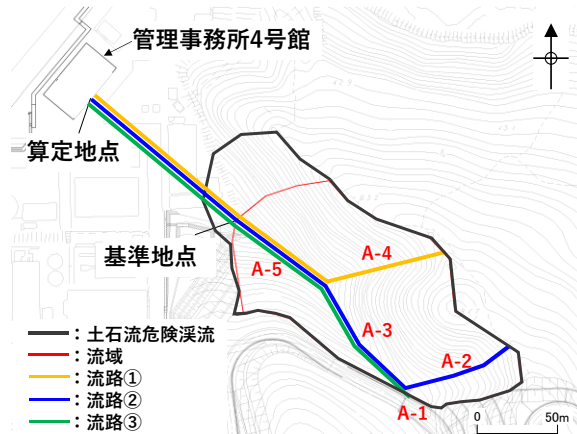 管理事務所4号館
算定地点
基準地点
A-4
A-5
A-3
A-2
A-1
：土石流危険渓流
：流域
：流路①
：流路②
：流路③
0 50m